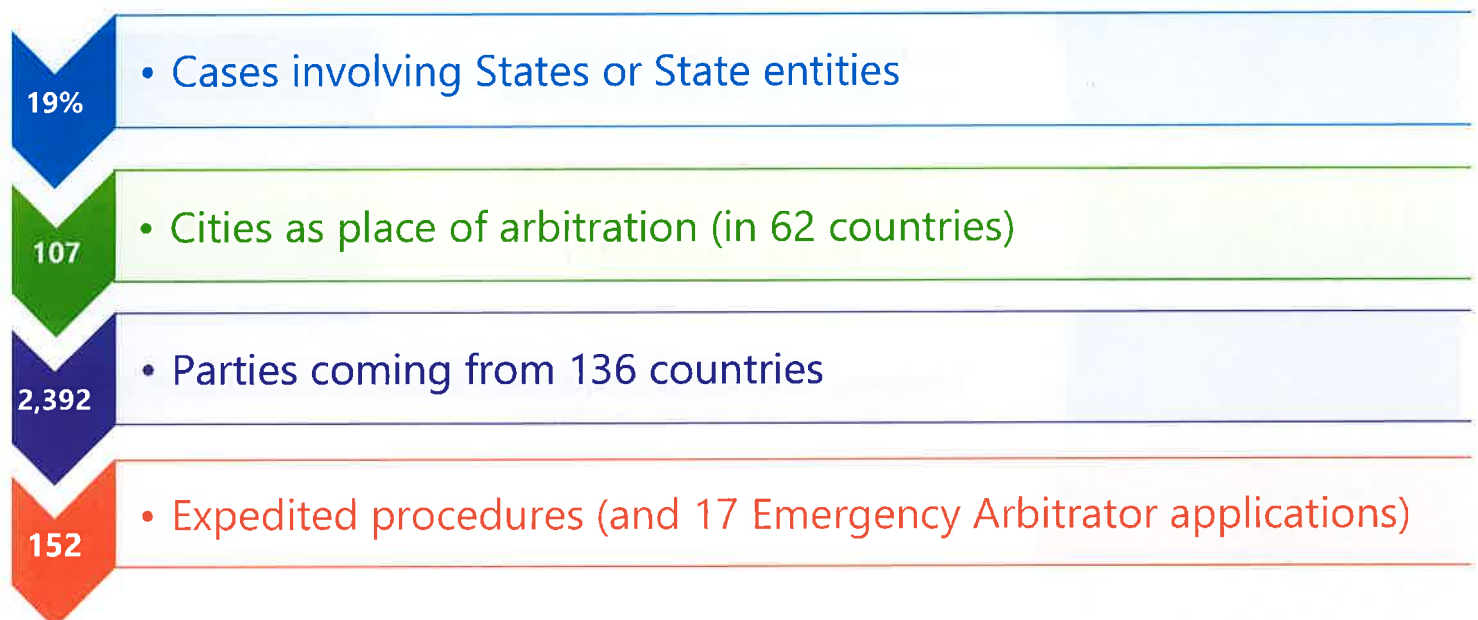 19%
• Cases involving States or State entities
107
• Cities as place of arbitration (in 62 countries)
2,392
• Parties coming from 136 countries
152
• Expedited procedures (and 17 Emergency Arbitrator applications)